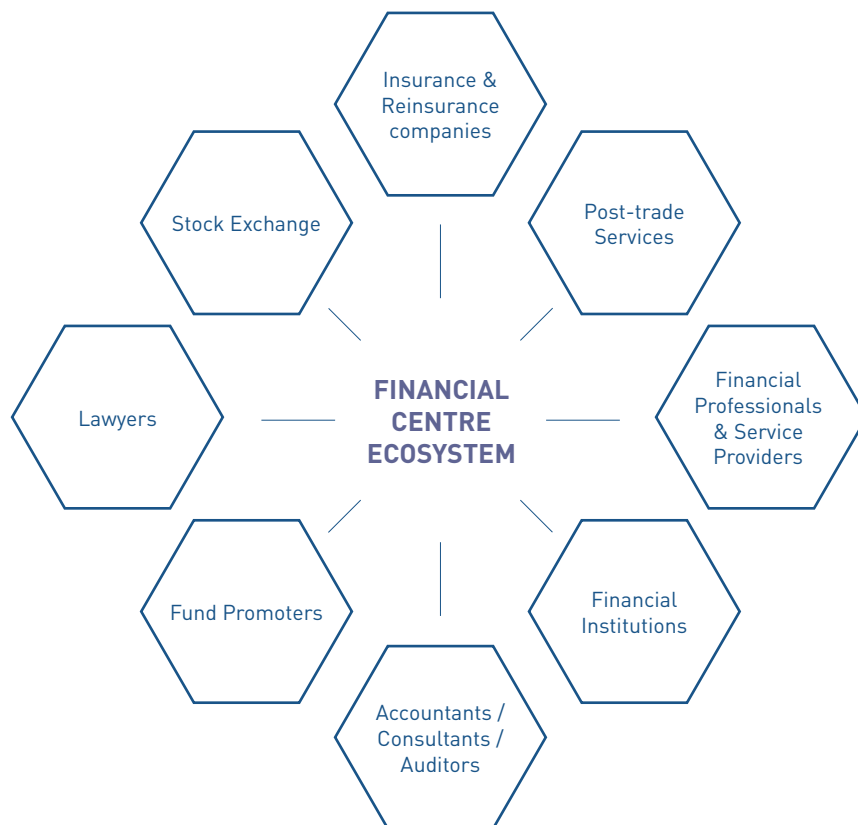 Insurance &
Reinsurance
companies
Stock Exchange
Post-trade
Services
Lawyers
FINANCIAL
CENTRE
ECOSYSTEM
Financial
Professionals
& Service
Providers
Fund Promoters
Financial
Institutions
Accountants /
Consultants /
Auditors